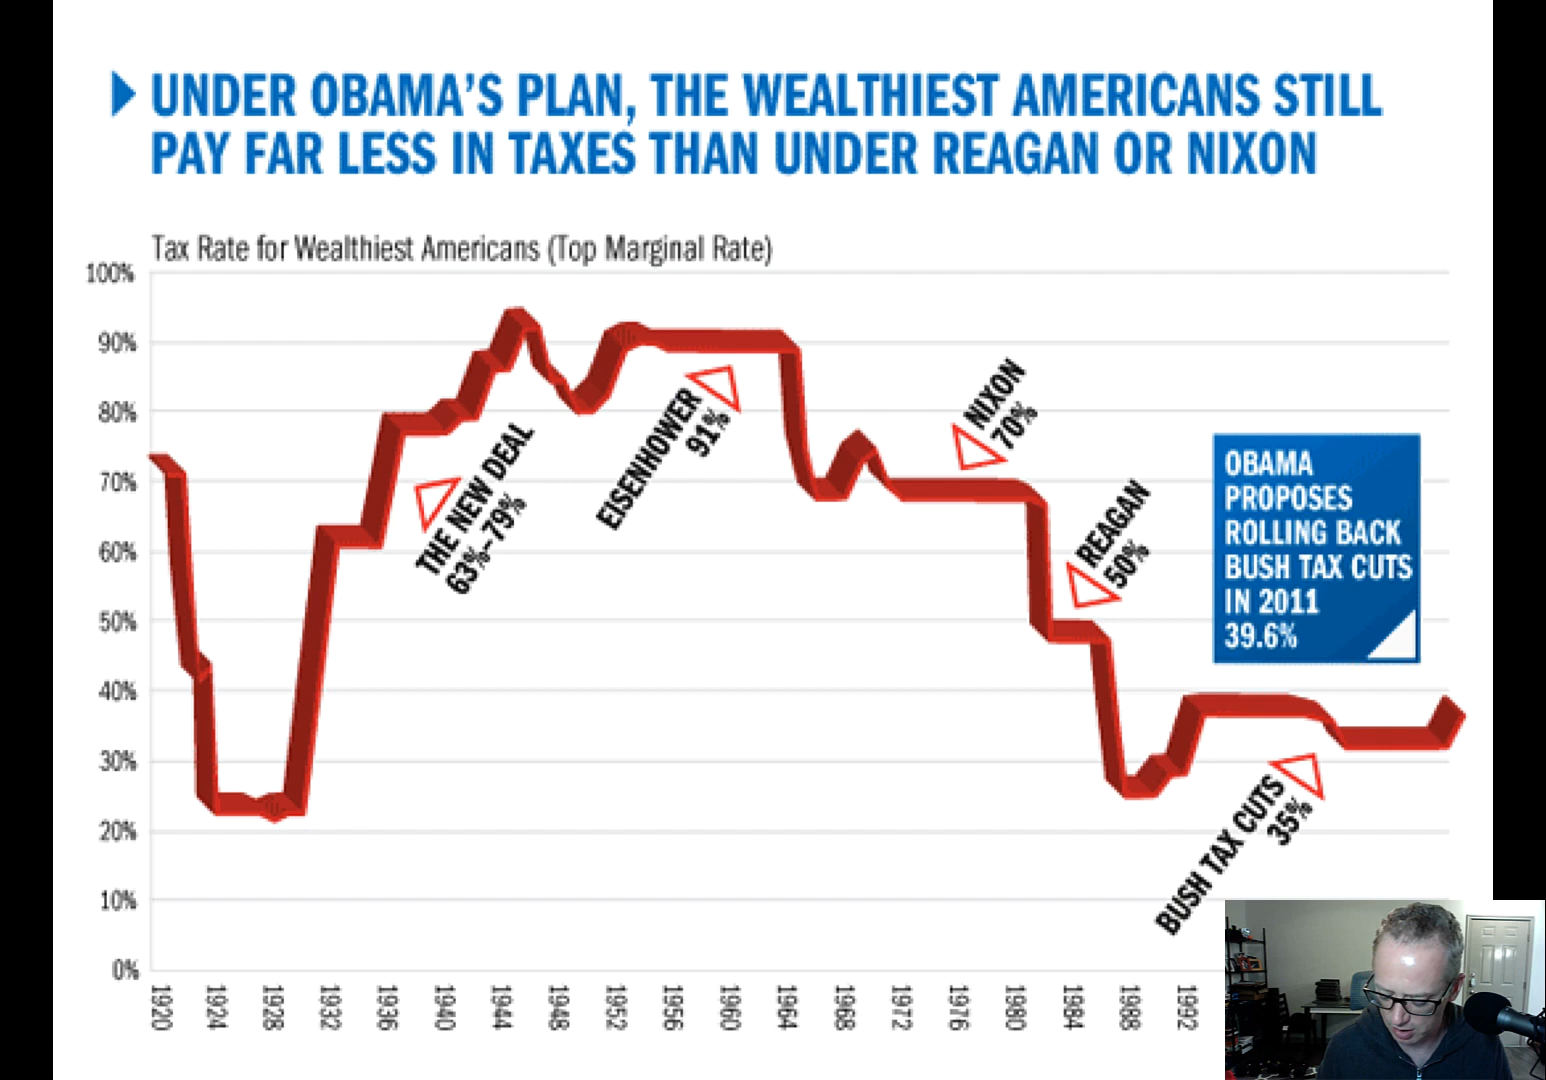 UNDER OBAMA'S PLAN, THE WEALTHIEST AMERICANS STILL
PAY FAR LESS IN TAXES THAN UNDER REAGAN OR NIXON
Tax Rate for Wealthiest Americans (Top Marginal Rate)
100%
90%
80%
70%
60%
50%
40%
30%
20%
10%
0%
THE NEW DEAL
63%–79%
EISENHOWER
91%
NIXON
70%
REAGAN
50%
OBAMA
PROPOSES
ROLLING BACK
BUSH TAX CUTS
IN 2011
39.6%
BUSH TAX CUTS
35%
1920
1924
1928
1932
1936
1940
1944
1948
1952
1956
1960
1964
1968
1972
1976
1980
1984
1988
1992